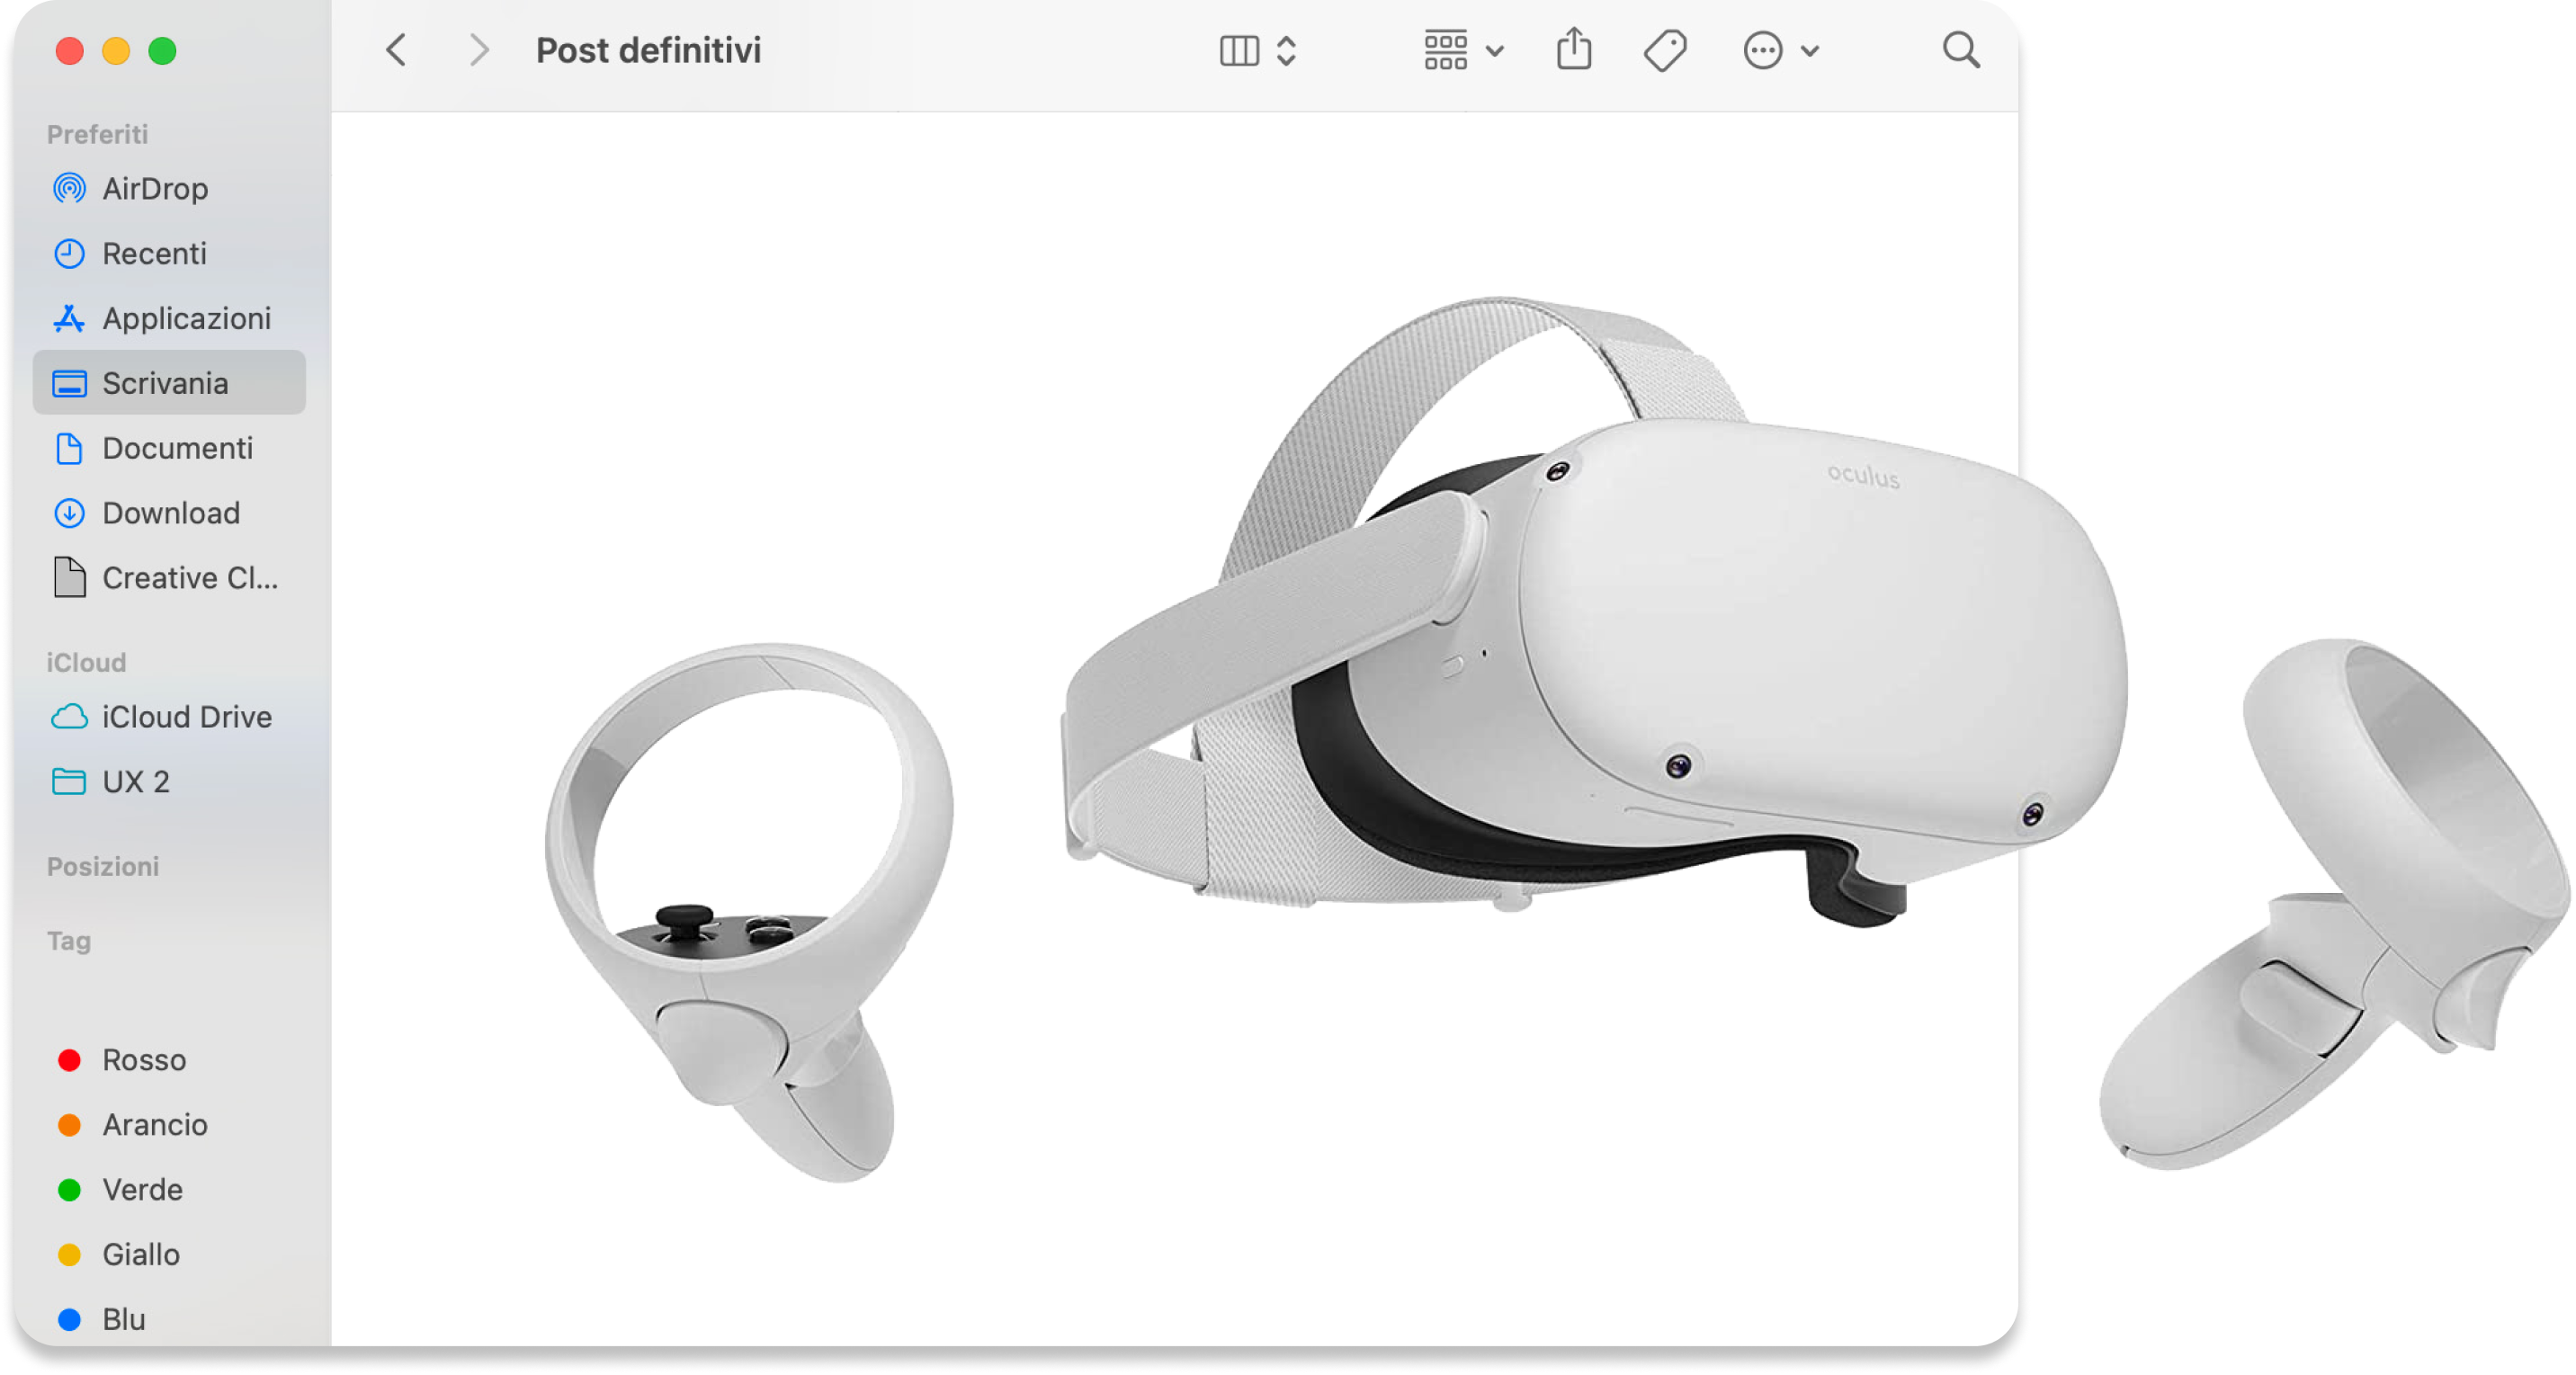 Post definitivi
Preferiti
AirDrop
Recenti
Applicazioni
Scrivania
Documenti
Download
Creative Cl...
iCloud
iCloud Drive
UX 2
Posizioni
Tag
Rosso
Arancio
Verde
Giallo
Blu
oculus